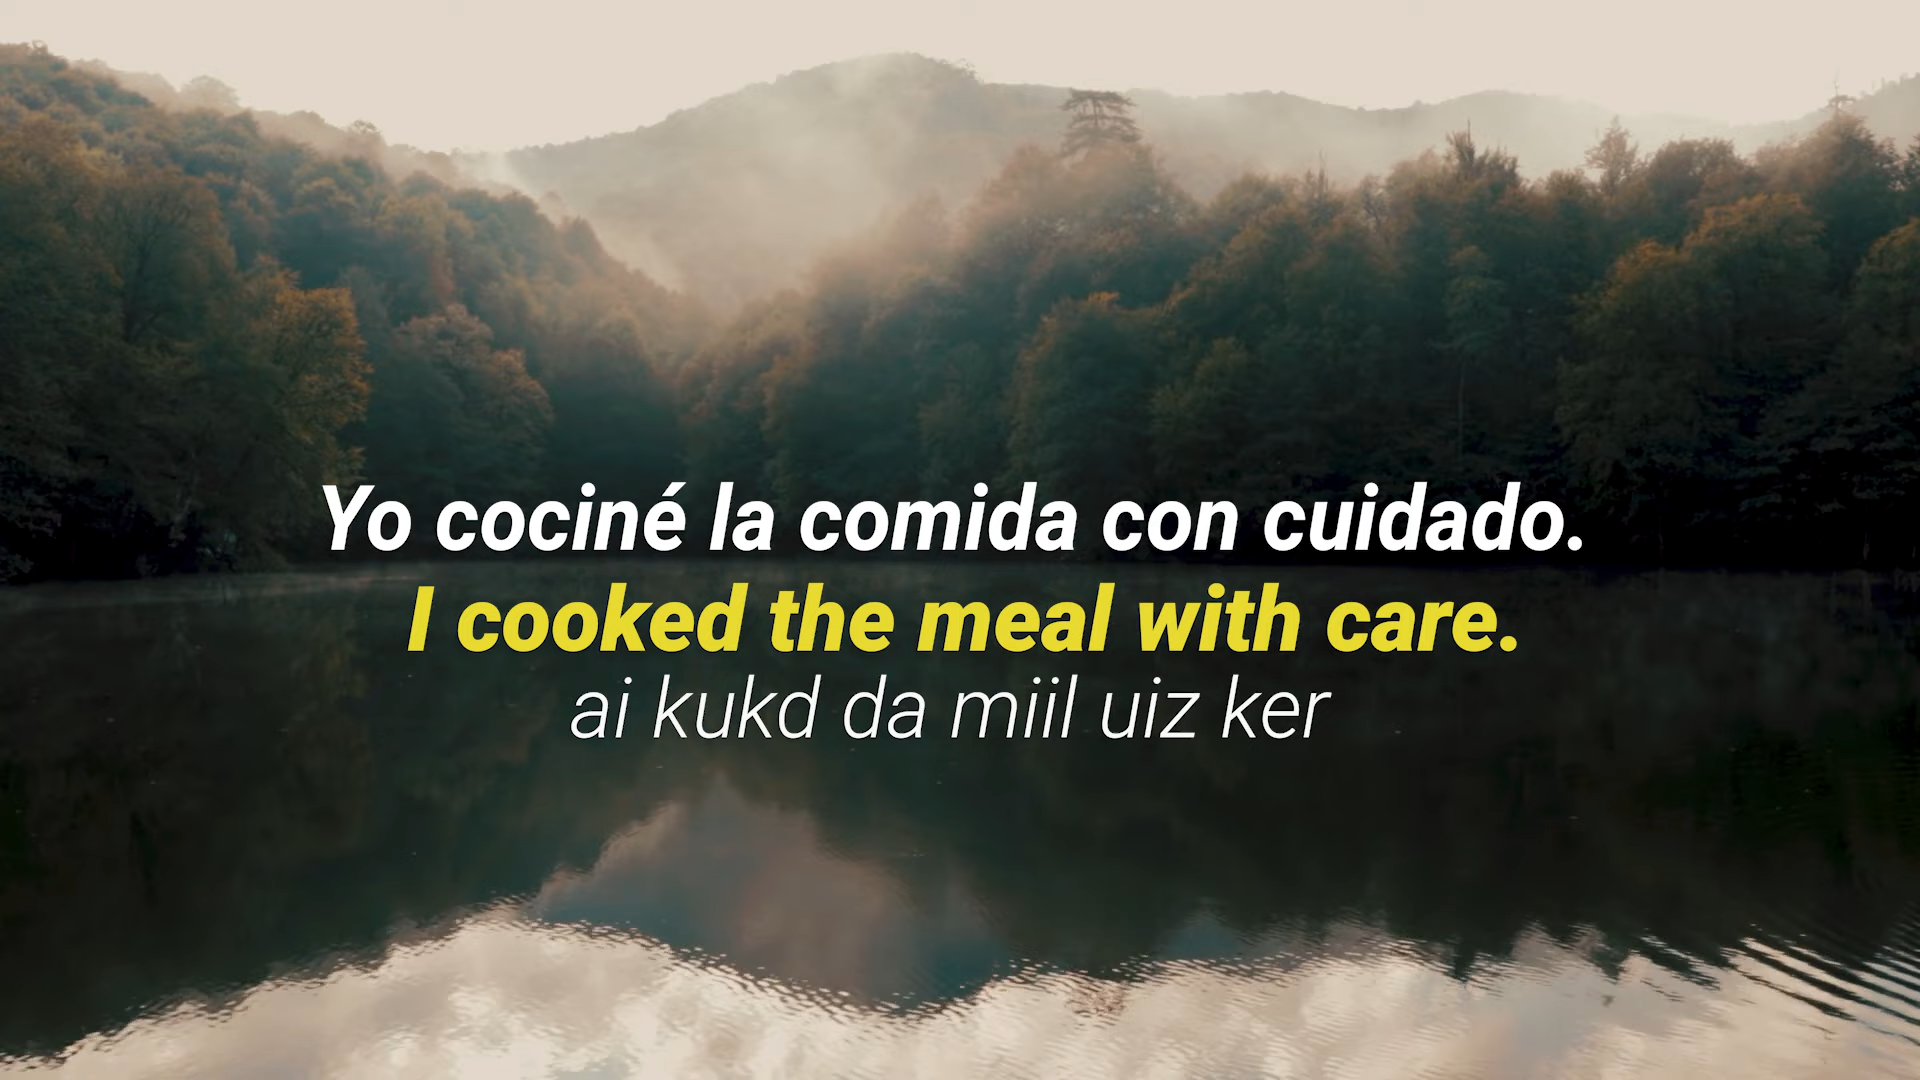 Yo cociné la comida con cuidado.
I cooked the meal with care.
ai kukd da miil uiz ker